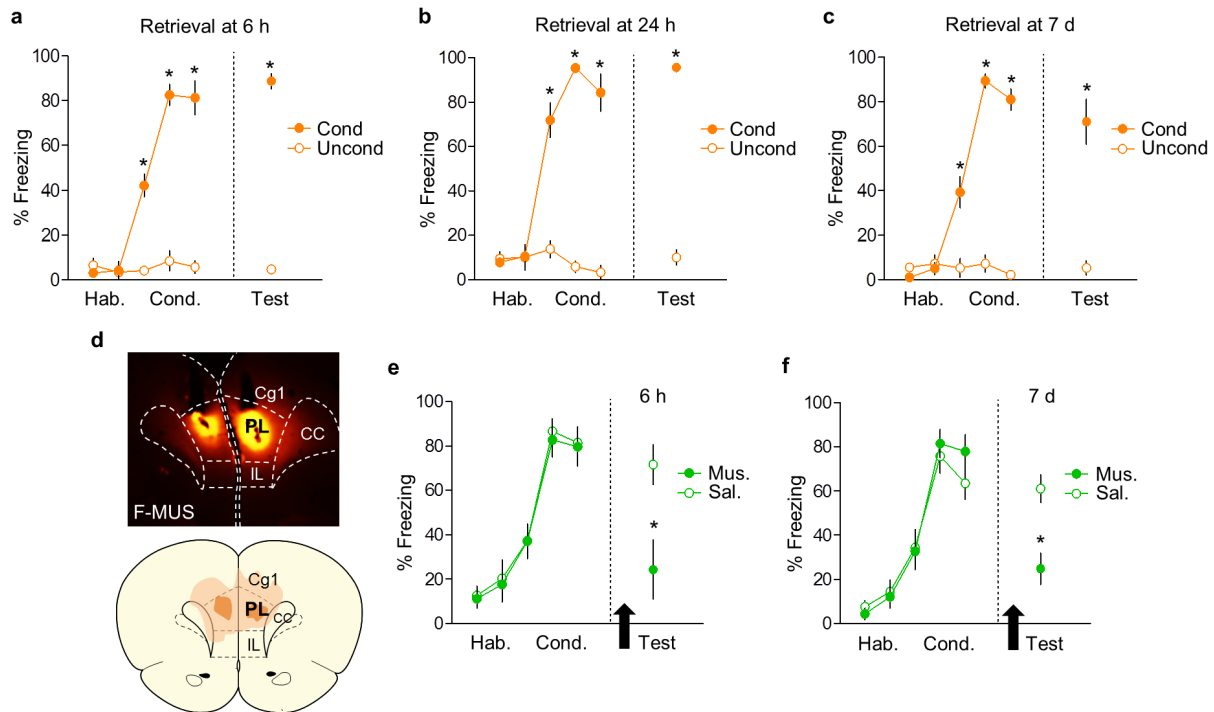 a
Retrieval at 6 h
100
80
60
40
20
0
% Freezing
*
*
*
*
Cond
Uncond
Hab.
Cond.
Test
b
Retrieval at 24 h
100
80
60
40
20
0
% Freezing
*
*
*
*
Cond
Uncond
Hab.
Cond.
Test
c
Retrieval at 7 d
100
80
60
40
20
0
% Freezing
*
*
*
*
Cond
Uncond
Hab.
Cond.
Test
d
Cg1
PL
CC
IL
F-MUS
Cg1
PL
CC
IL
e
6 h
100
80
60
40
20
0
% Freezing
*
Mus.
Sal.
Hab.
Cond.
Test
f
7 d
100
80
60
40
20
0
% Freezing
*
Mus.
Sal.
Hab.
Cond.
Test